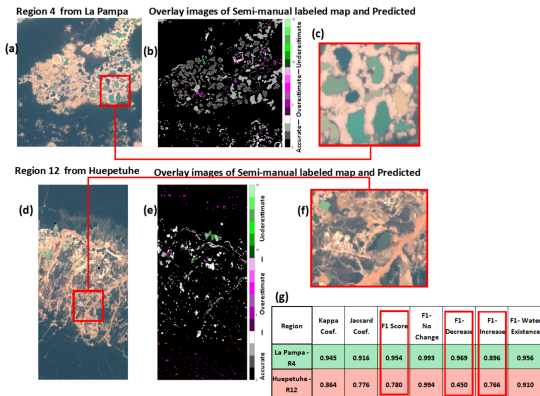 Region 4 from La Pampa
Overlay images of Semi-manual labeled map and Predicted
(a)
(b)
(c)
Accurate — Overestimate — Underestimate
Region 12 from Huepetuhe
Overlay images of Semi-manual labeled map and Predicted
(d)
(e)
(f)
Accurate — Overestimate — Underestimate
(g)
Region Kappa Coef. Jaccard Coef. F1 Score F1- No Change F1- Decrease F1- Increase F1- Water Existence
La Pampa - R4 0.945 0.916 0.954 0.993 0.969 0.896 0.956
Huepetuhe - R12 0.864 0.776 0.780 0.994 0.450 0.766 0.910